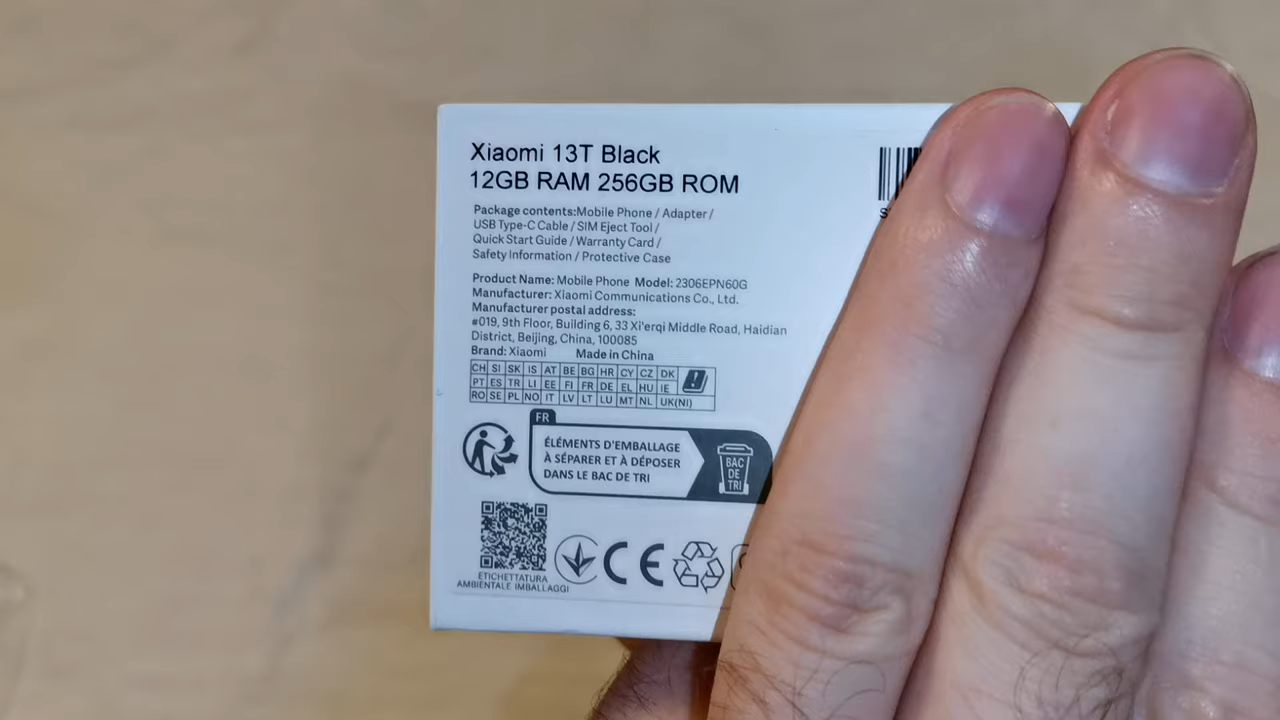 Xiaomi 13T Black
12GB RAM 256GB ROM
Package contents:Mobile Phone / Adapter /
USB Type-C Cable / SIM Eject Tool /
Quick Start Guide / Warranty Card /
Safety Information / Protective Case
Product Name: Mobile Phone Model: 2306EPN60G
Manufacturer: Xiaomi Communications Co., Ltd.
Manufacturer postal address:
#019, 9th Floor, Building 6, 33 Xi'erqi Middle Road, Haidian
District, Beijing, China, 100085
Brand: Xiaomi Made in China
CH SI SK IS AT BE BG HR CY CZ DK
PT ES TR LI EE FI FR DE EL HU IE
RO SE PL NO IT LV LT LU MT NL UK(NI)
FR
ÉLÉMENTS D'EMBALLAGE
À SÉPARER ET À DÉPOSER
DANS LE BAC DE TRI
BAC
DE
TRI
CE
ETICHETTATURA
AMBIENTALE IMBALLAGGI